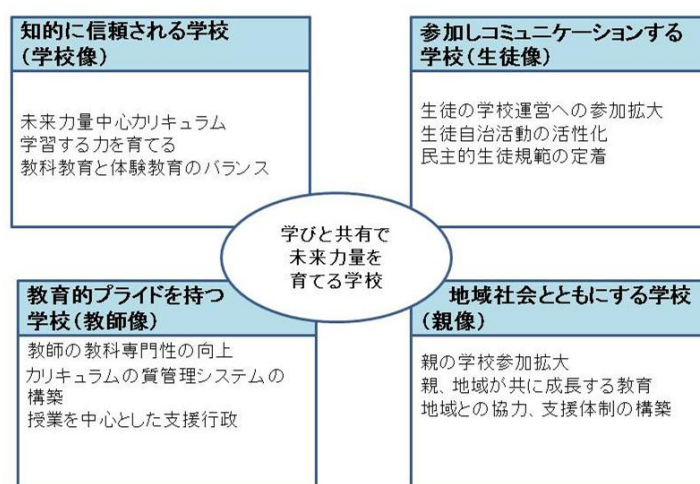 知的に信頼される学校
(学校像)
未来力量中心カリキュラム
学習する力を育てる
教科教育と体験教育のバランス
参加しコミュニケーションする
学校(生徒像)
生徒の学校運営への参加拡大
生徒自治活動の活性化
民主的生徒規範の定着
学びと共有で
未来力量を
育てる学校
教育的プライドを持つ
学校(教師像)
教師の教科専門性の向上
カリキュラムの質管理システムの
構築
授業を中心とした支援行政
地域社会とともにする学校
(親像)
親の学校参加拡大
親、地域が共に成長する教育
地域との協力、支援体制の構築